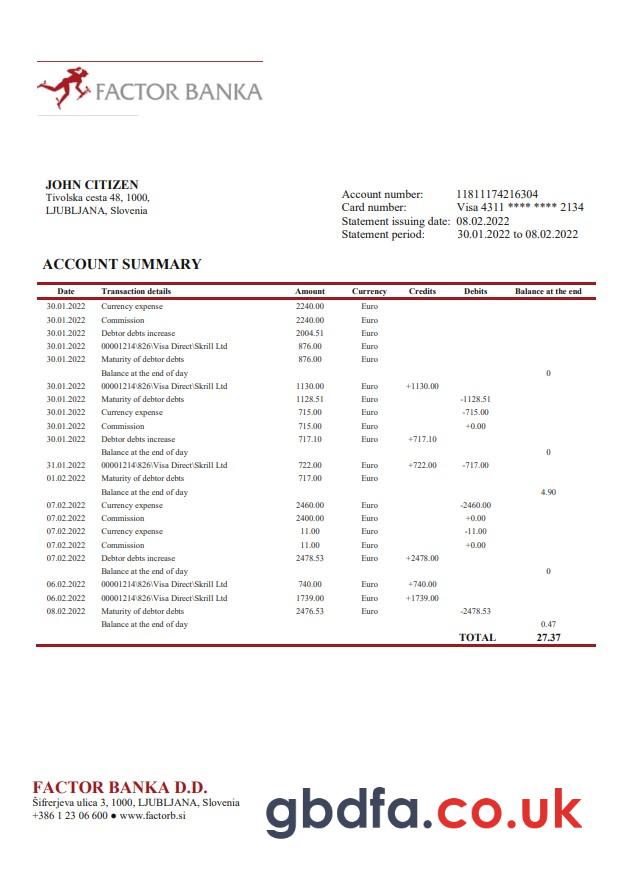 FACTOR BANKA
JOHN CITIZEN
Tivolska cesta 48, 1000,
LJUBLJANA, Slovenia
Account number: 11811174216304
Card number: Visa 4311 **** **** 2134
Statement issuing date: 08.02.2022
Statement period: 30.01.2022 to 08.02.2022
ACCOUNT SUMMARY
Date Transaction details Amount Currency Credits Debits Balance at the end
30.01.2022 Currency expense 2240.00 Euro
30.01.2022 Commission 2240.00 Euro
30.01.2022 Debtor debts increase 2004.51 Euro
30.01.2022 00001214\826\Visa Direct\Skrill Ltd 876.00 Euro
30.01.2022 Maturity of debtor debts 876.00 Euro
Balance at the end of day 0
30.01.2022 00001214\826\Visa Direct\Skrill Ltd 1130.00 Euro +1130.00
30.01.2022 Maturity of debtor debts 1128.51 Euro -1128.51
30.01.2022 Currency expense 715.00 Euro -715.00
30.01.2022 Commission 715.00 Euro +0.00
30.01.2022 Debtor debts increase 717.10 Euro +717.10
Balance at the end of day 0
31.01.2022 00001214\826\Visa Direct\Skrill Ltd 722.00 Euro +722.00 -717.00
01.02.2022 Maturity of debtor debts 717.00 Euro
Balance at the end of day 4.90
07.02.2022 Currency expense 2460.00 Euro -2460.00
07.02.2022 Commission 2400.00 Euro +0.00
07.02.2022 Currency expense 11.00 Euro -11.00
07.02.2022 Commission 11.00 Euro +0.00
07.02.2022 Debtor debts increase 2478.53 Euro +2478.00
Balance at the end of day 0
06.02.2022 00001214\826\Visa Direct\Skrill Ltd 740.00 Euro +740.00
06.02.2022 00001214\826\Visa Direct\Skrill Ltd 1739.00 Euro +1739.00
08.02.2022 Maturity of debtor debts 2476.53 Euro -2478.53
Balance at the end of day 0.47
TOTAL 27.37
FACTOR BANKA D.D.
Šifrerjeva ulica 3, 1000, LJUBLJANA, Slovenia
+386 1 23 06 600 ● www.factorb.si
gbdfa.co.uk